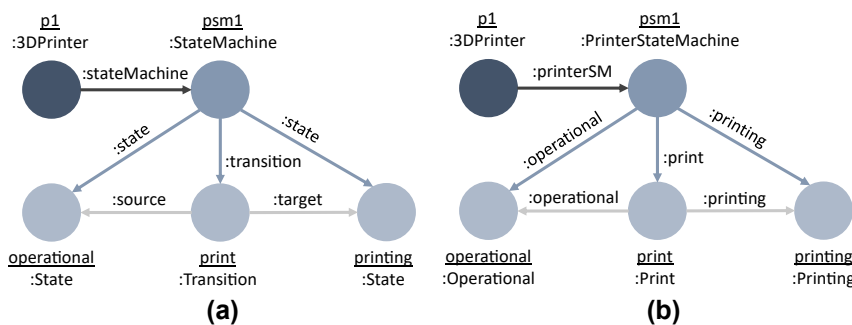 p1
:3DPrinter
psm1
:StateMachine
:stateMachine
:state
:state
:transition
:source
:target
operational
:State
print
:Transition
printing
:State
(a)
p1
:3DPrinter
psm1
:PrinterStateMachine
:printerSM
:operational
:printing
:print
:operational
:printing
operational
:Operational
print
:Print
printing
:Printing
(b)